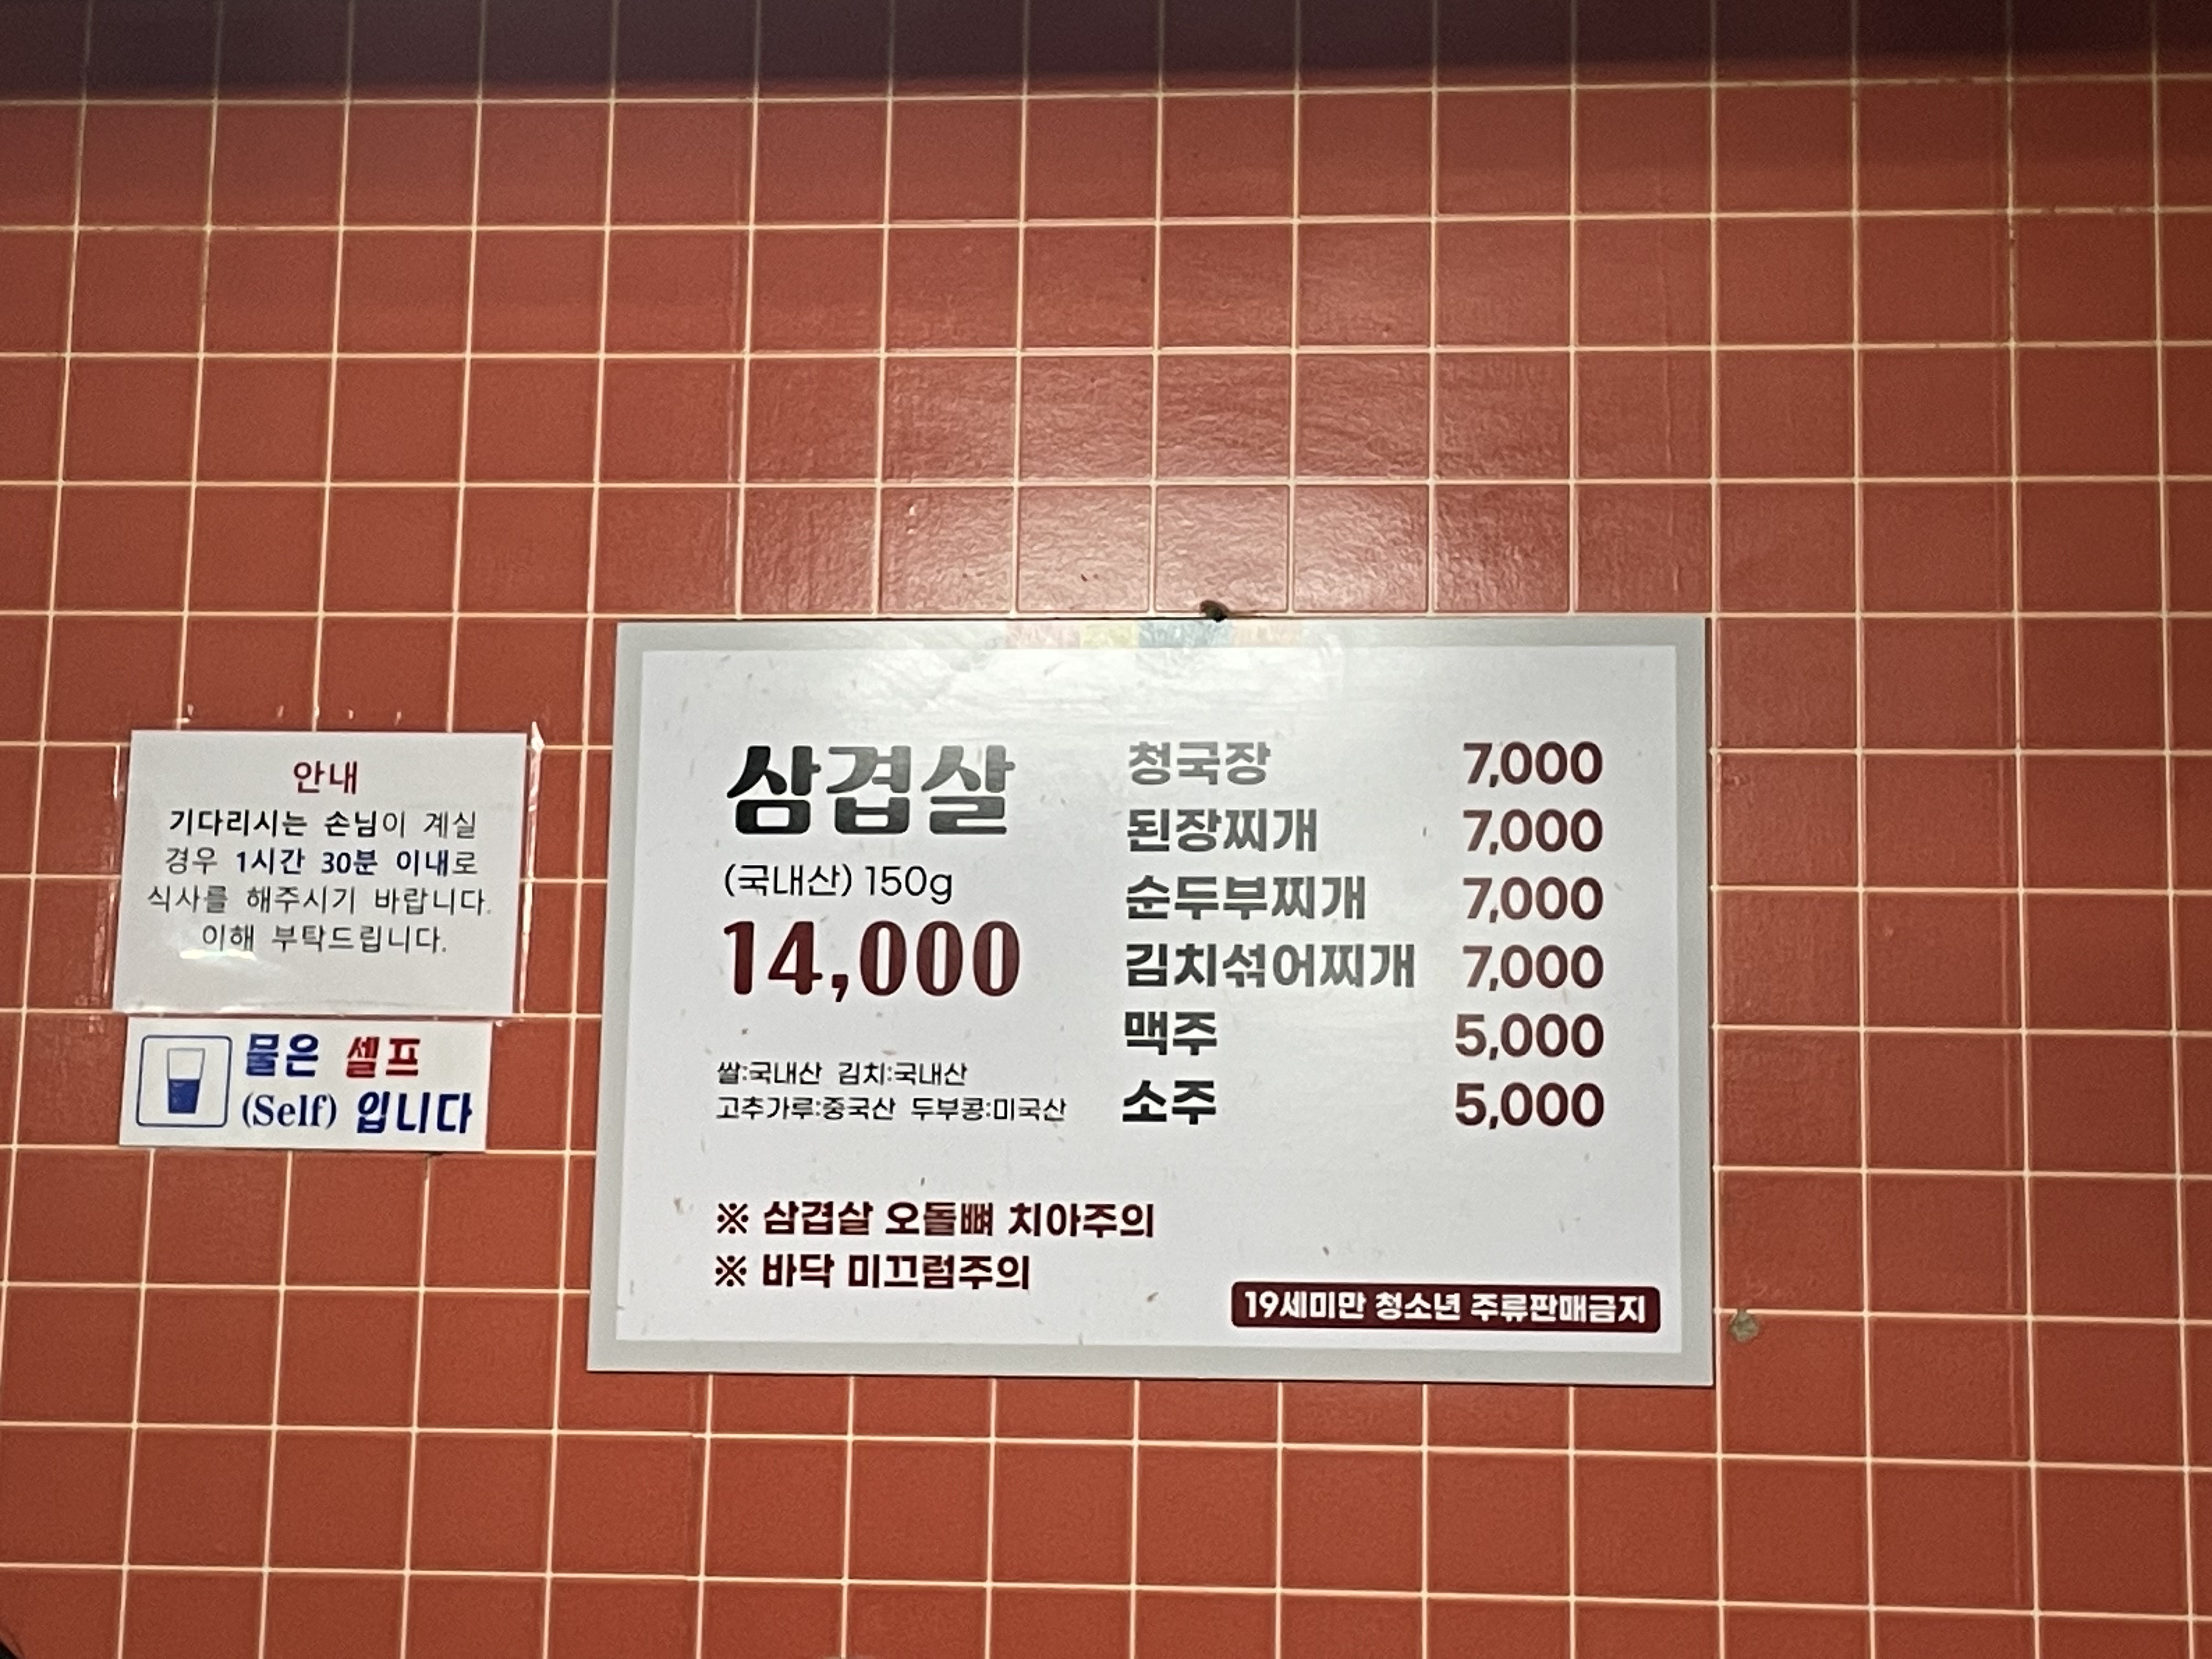 안내
기다리시는 손님이 계실
경우 1시간 30분 이내로
식사를 해주시기 바랍니다.
이해 부탁드립니다.
물은 셀프
(Self) 입니다
삼겹살
(국내산) 150g
14,000
쌀:국내산 김치:국내산
고추가루:중국산 두부콩:미국산
청국장 7,000
된장찌개 7,000
순두부찌개 7,000
김치섞어찌개 7,000
맥주 5,000
소주 5,000
※ 삼겹살 오돌뼈 치아주의
※ 바닥 미끄럼주의
19세미만 청소년 주류판매금지